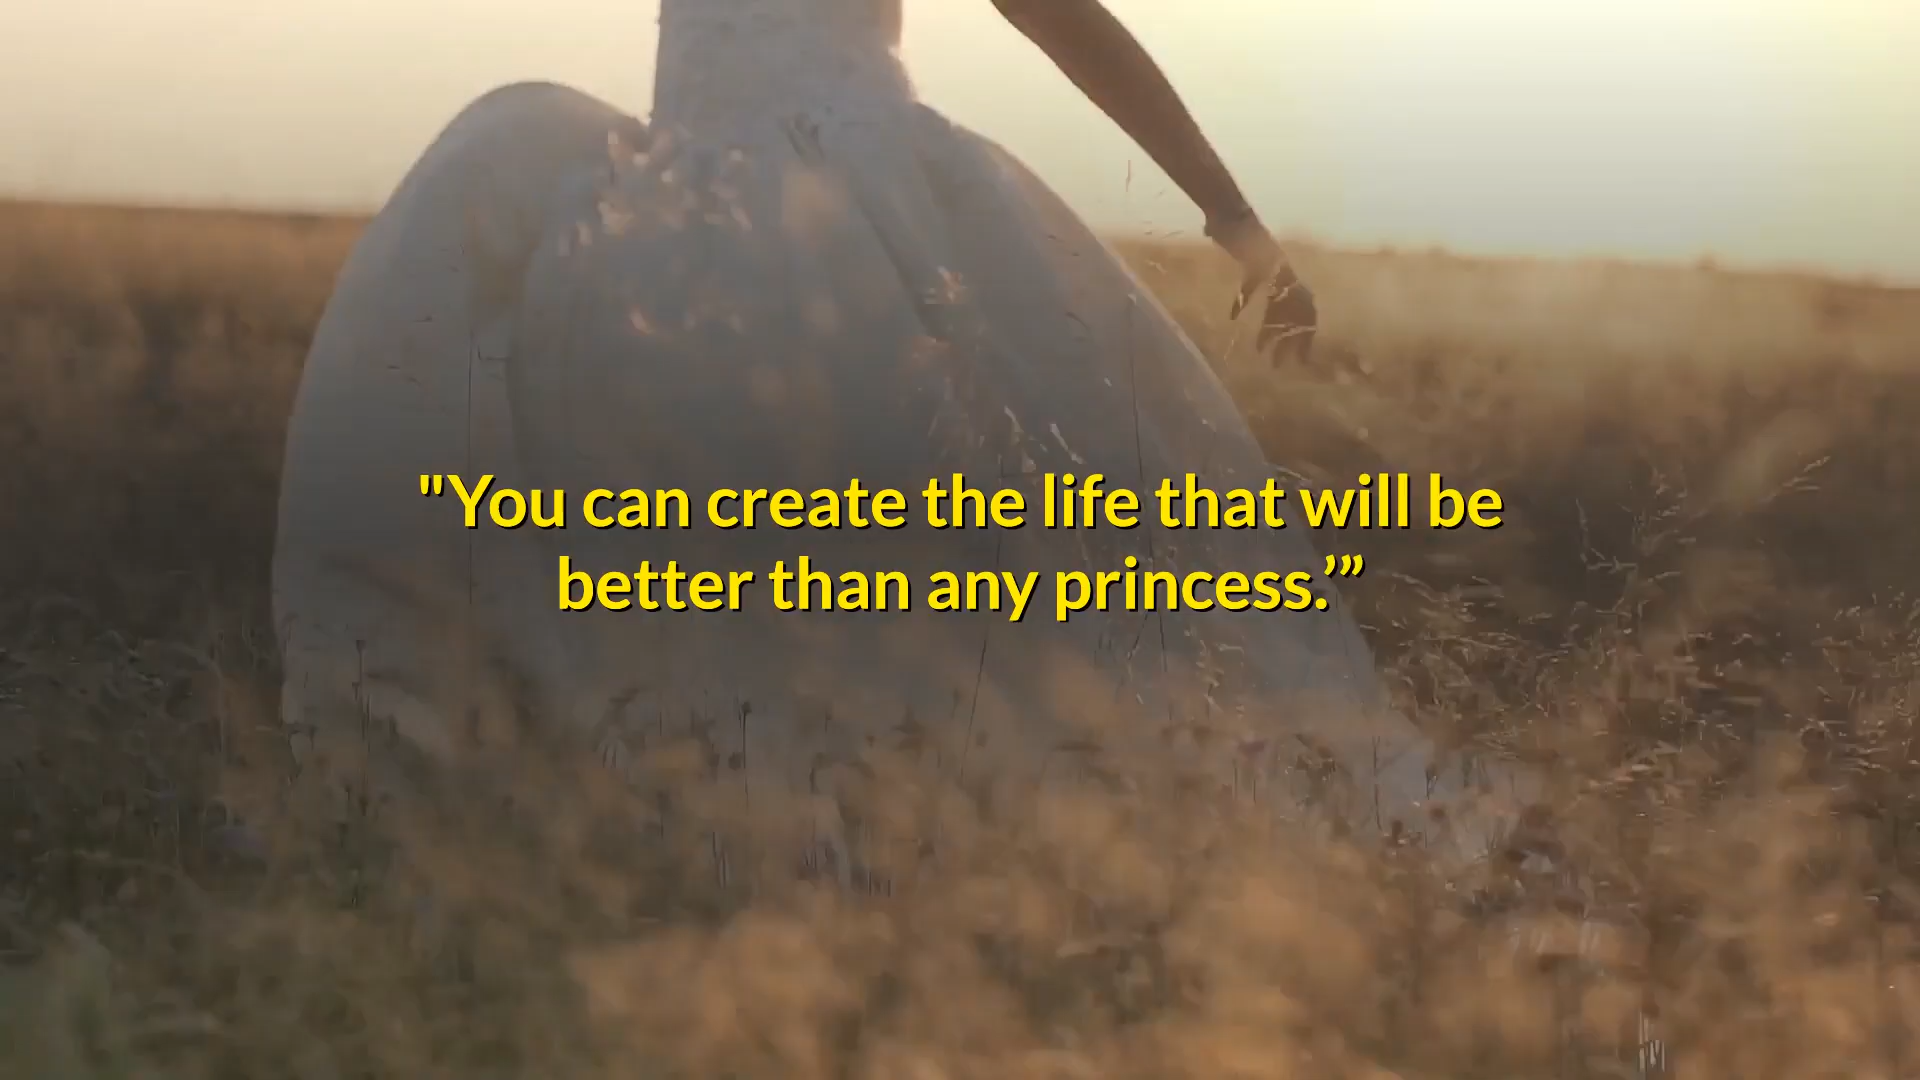 "You can create the life that will be
better than any princess.’”